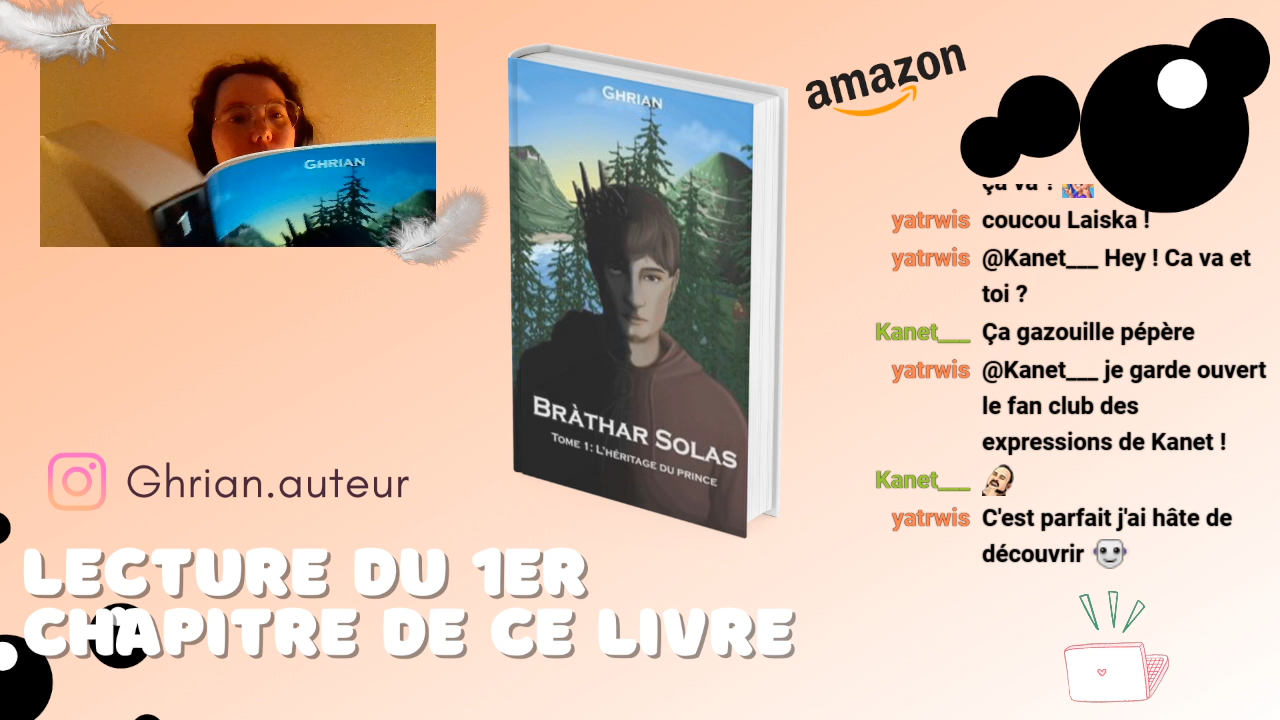 GHRIAN
1
GHRIAN
BRÀTHAR SOLAS
TOME 1: L'HÉRITAGE DU PRINCE
amazon
ça va ?
yatrwis coucou Laiska !
yatrwis @Kanet___ Hey ! Ca va et
toi ?
Kanet___ Ça gazouille pépère
yatrwis @Kanet___ je garde ouvert
le fan club des
expressions de Kanet !
Kanet___
yatrwis C'est parfait j'ai hâte de
découvrir
Ghrian.auteur
LECTURE DU 1ER
CHAPITRE DE CE LIVRE